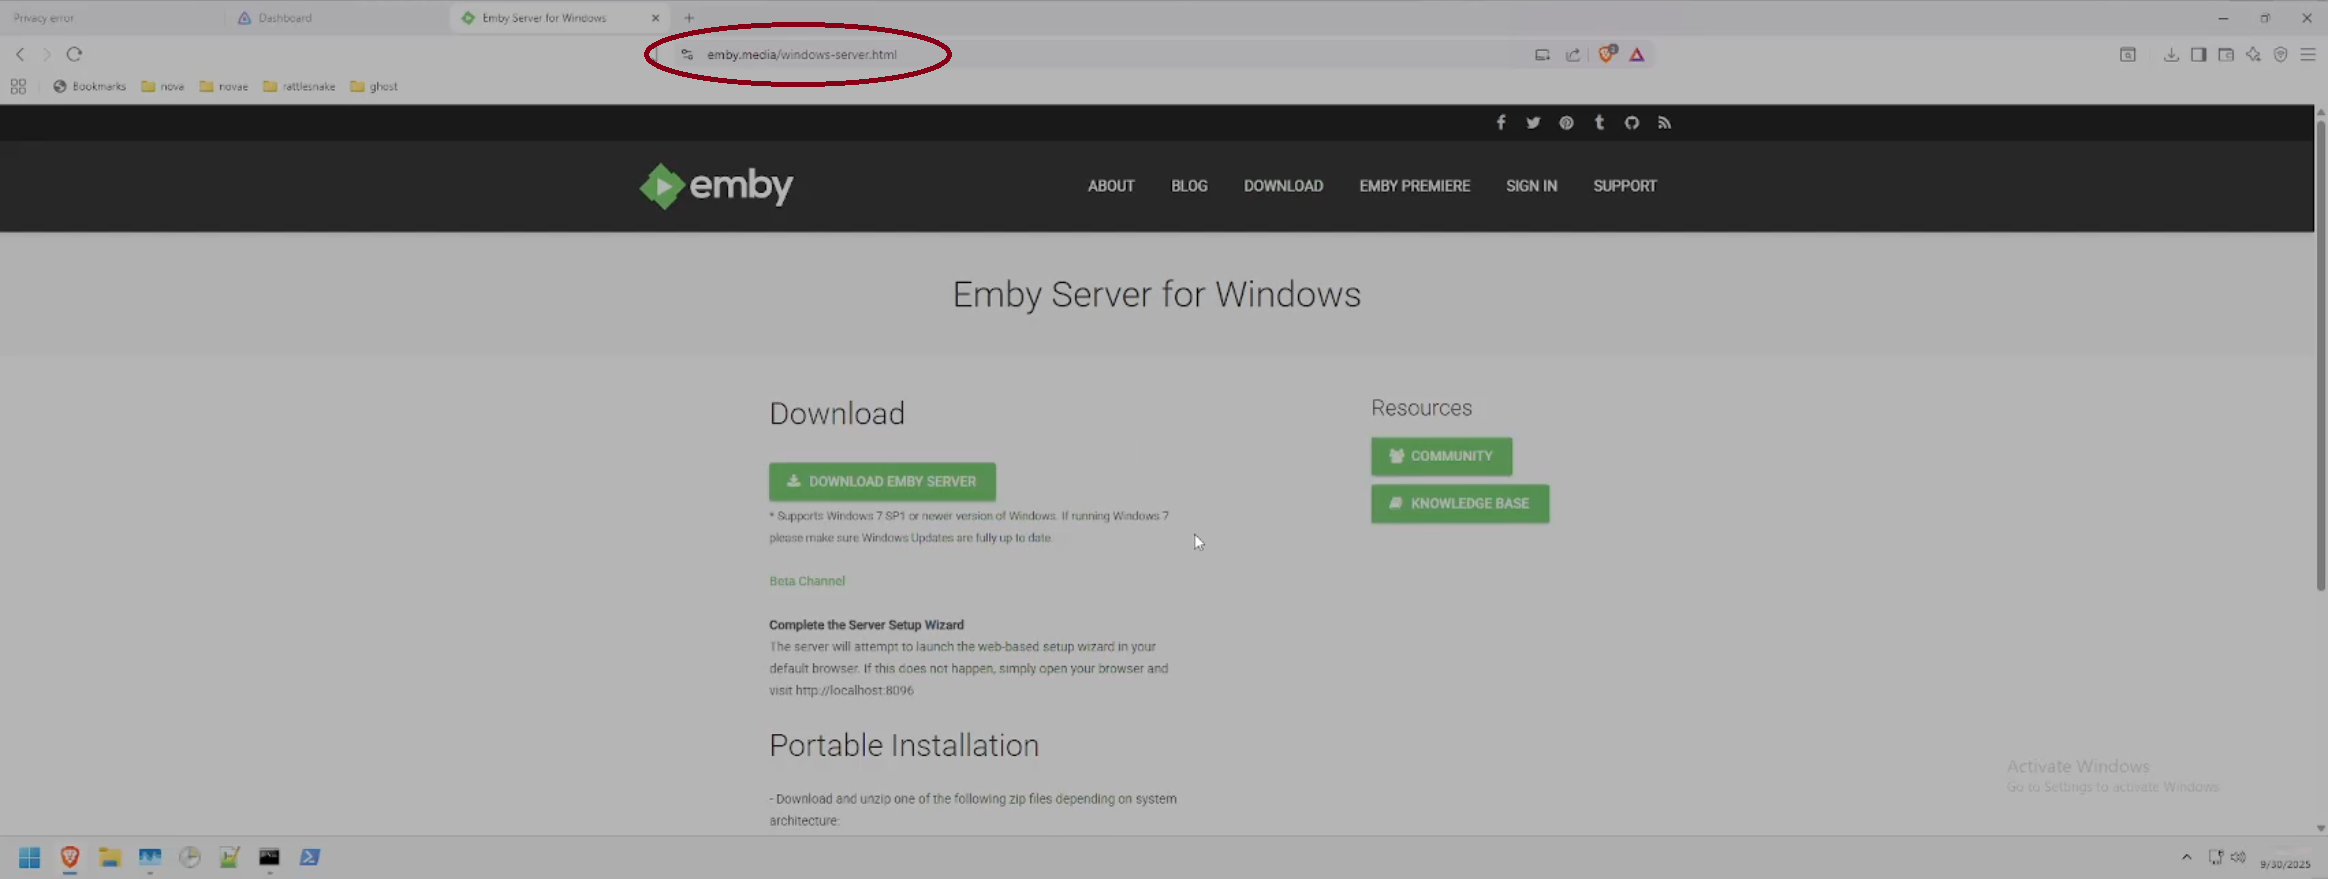 Privacy error
Dashboard
Emby Server for Windows
emby.media/windows-server.html
Bookmarks
nova
novae
rattlesnake
ghost
emby
ABOUT
BLOG
DOWNLOAD
EMBY PREMIERE
SIGN IN
SUPPORT
Emby Server for Windows
Download
DOWNLOAD EMBY SERVER
* Supports Windows 7 SP1 or newer version of Windows. If running Windows 7
please make sure Windows Updates are fully up to date.
Beta Channel
Complete the Server Setup Wizard
The server will attempt to launch the web-based setup wizard in your
default browser. If this does not happen, simply open your browser and
visit http://localhost:8096
Portable Installation
- Download and unzip one of the following zip files depending on system
architecture:
Resources
COMMUNITY
KNOWLEDGE BASE
Activate Windows
Go to Settings to activate Windows.
9/30/2025